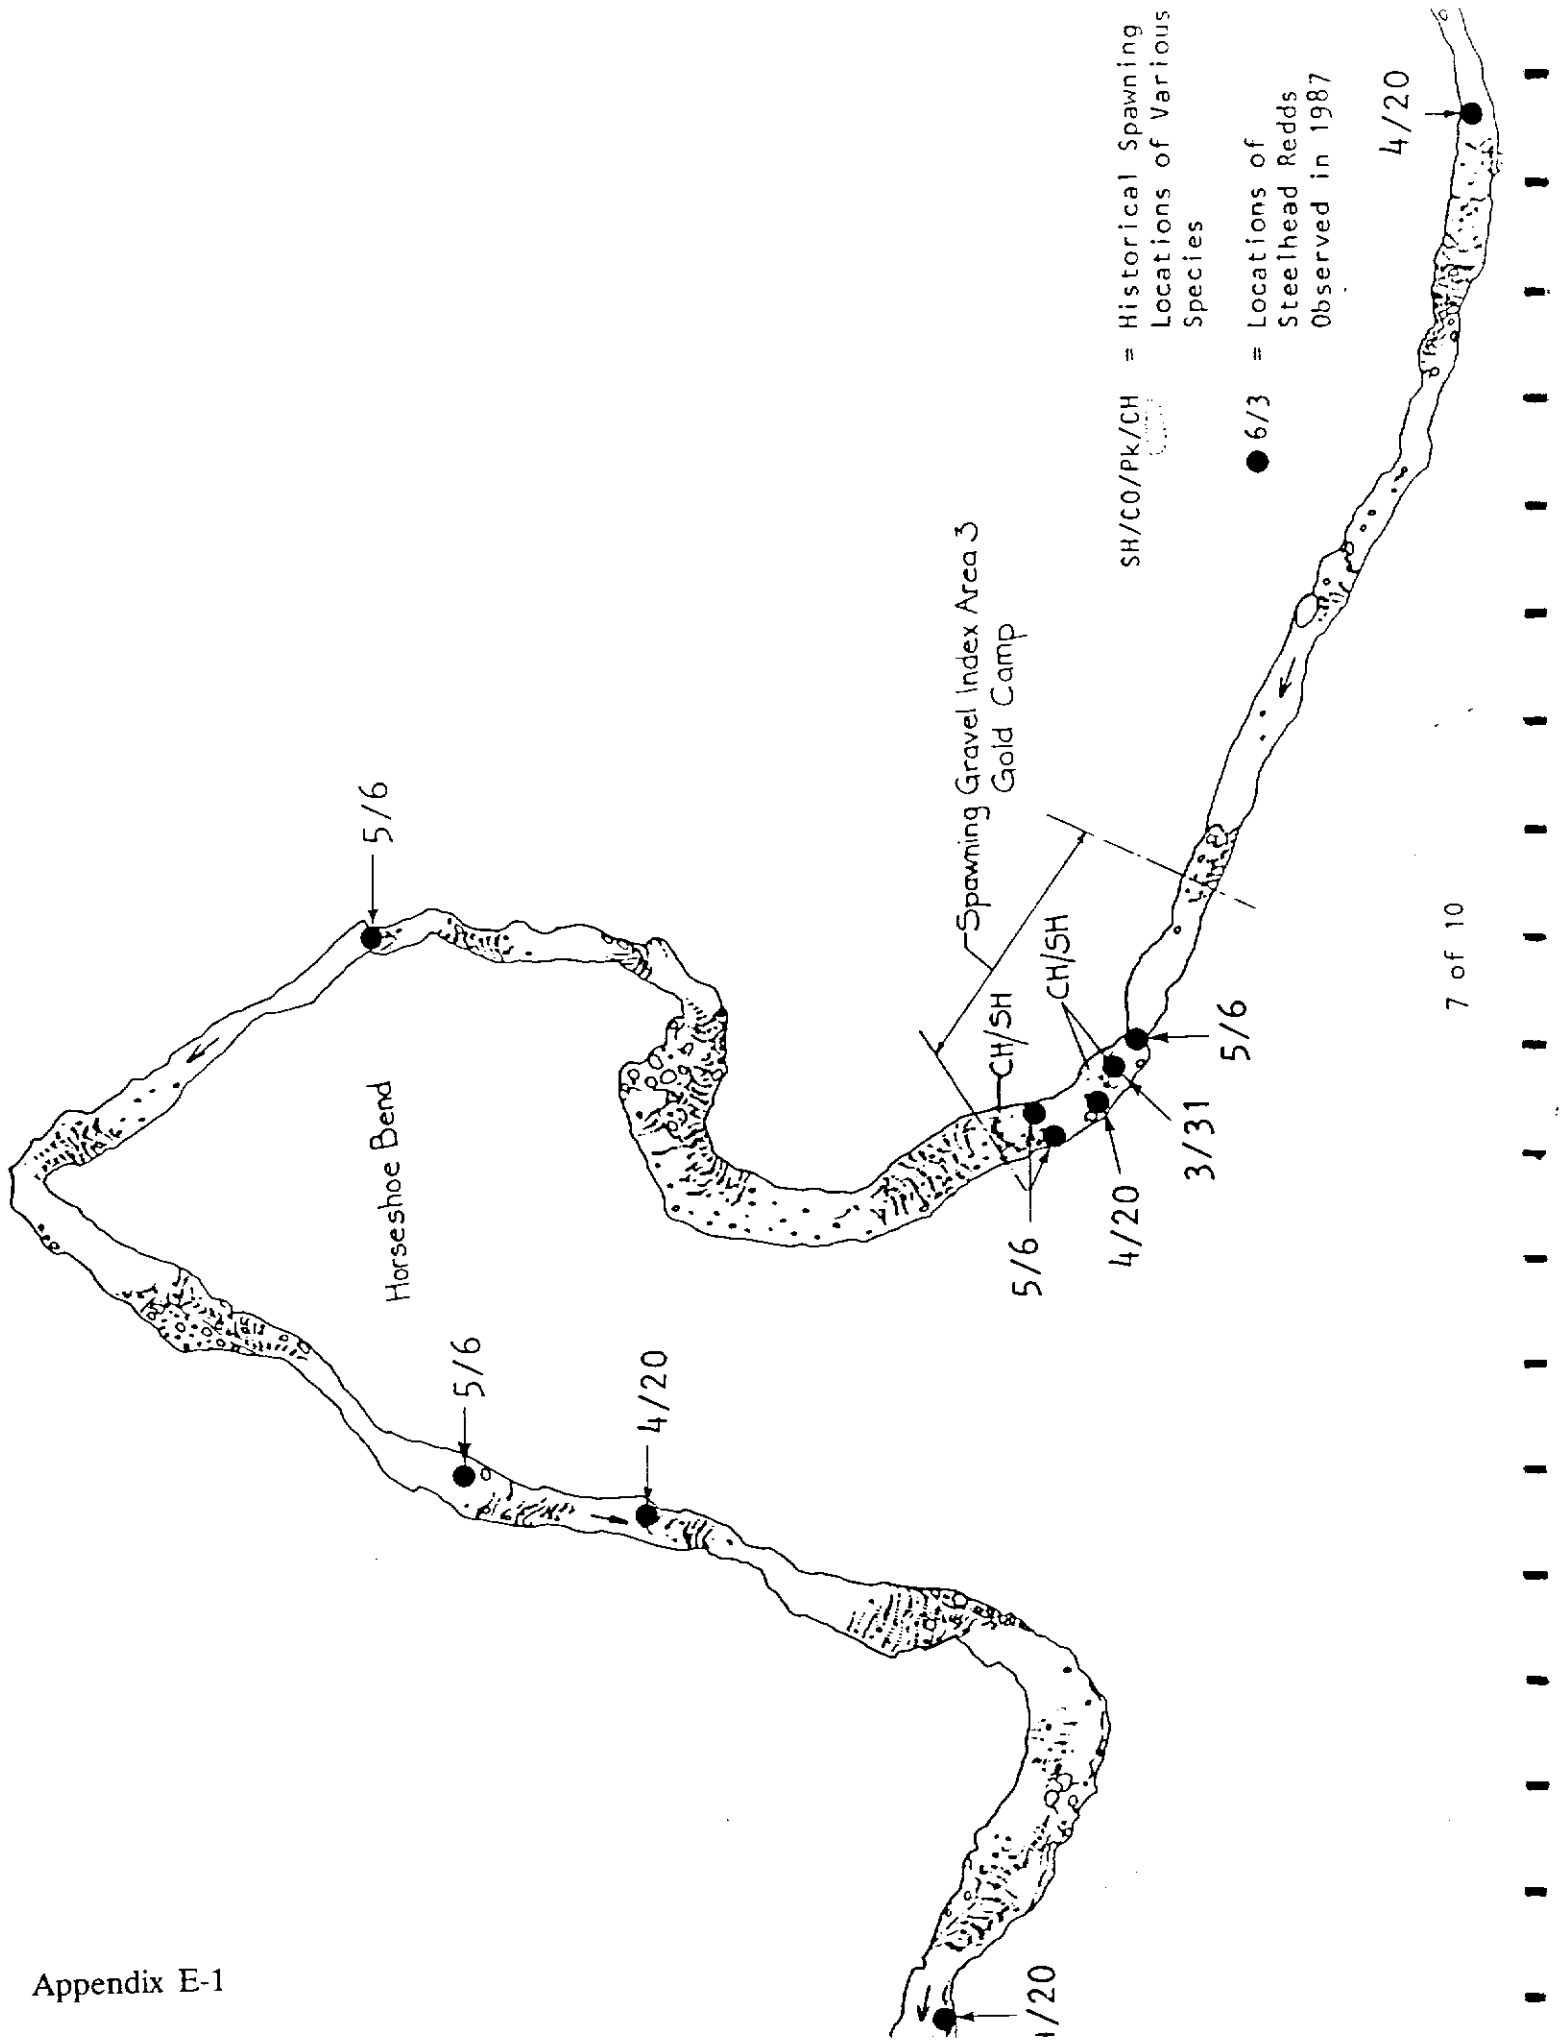 SH/CO/PK/CH = Historical Spawning
Locations of Various
Species
6/3 = Locations of
Steelhead Redds
Observed in 1987
4/20
Spawning Gravel Index Area 3
Gold Camp
CH/SH
CH/SH
5/6
3/31
4/20
5/6
5/6
Horseshoe Bend
5/6
4/20
/20
7 of 10
Appendix E-1